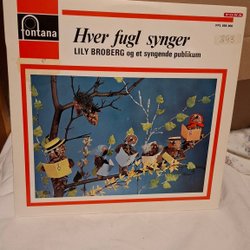 fontana
Hver fugl synger
LILY BROBERG og et syngende publikum